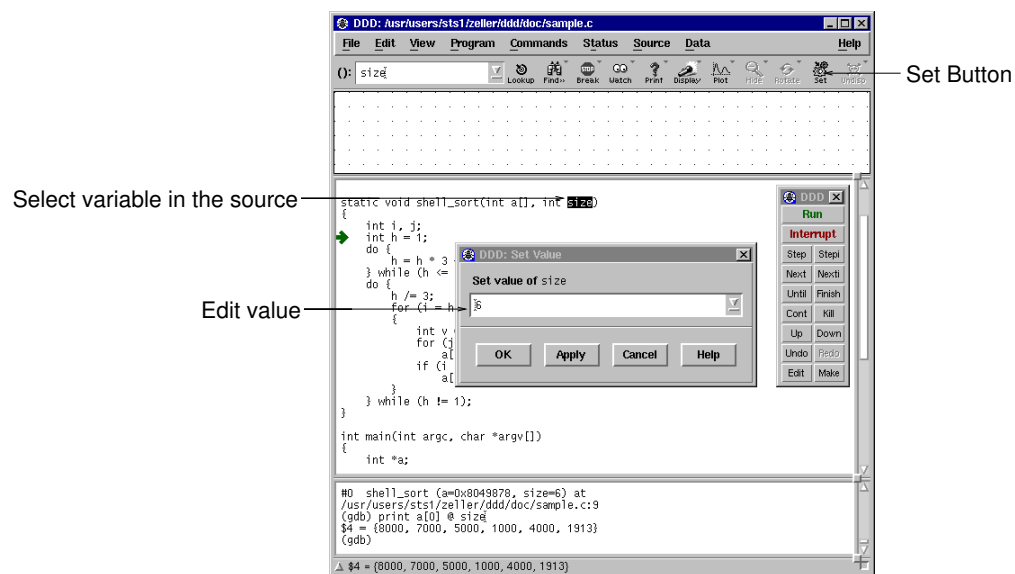 DDD: /usr/users/sts1/zeller/ddd/doc/sample.c
File Edit View Program Commands Status Source Data Help
(): size
Lookup Find>> Break Watch Print Display Plot Hide Rotate Set Undisp
Set Button
Select variable in the source
static void shell_sort(int a[], int size)
{
    int i, j;
    int h = 1;
    do {
        h = h * 3
    } while (h <=
    do {
        h /= 3;
        for (i = h
        {
            int v
            for (j
                a[
            if (i
                a[
        }
    } while (h != 1);
}
int main(int argc, char *argv[])
{
    int *a;
Edit value
DDD: Set Value
Set value of size
6
OK Apply Cancel Help
DDD
Run
Interrupt
Step Stepi
Next Nexti
Until Finish
Cont Kill
Up Down
Undo Redo
Edit Make
#0  shell_sort (a=0x8049878, size=6) at
/usr/users/sts1/zeller/ddd/doc/sample.c:9
(gdb) print a[0] @ size
$4 = {8000, 7000, 5000, 1000, 4000, 1913}
(gdb)
$4 = {8000, 7000, 5000, 1000, 4000, 1913}